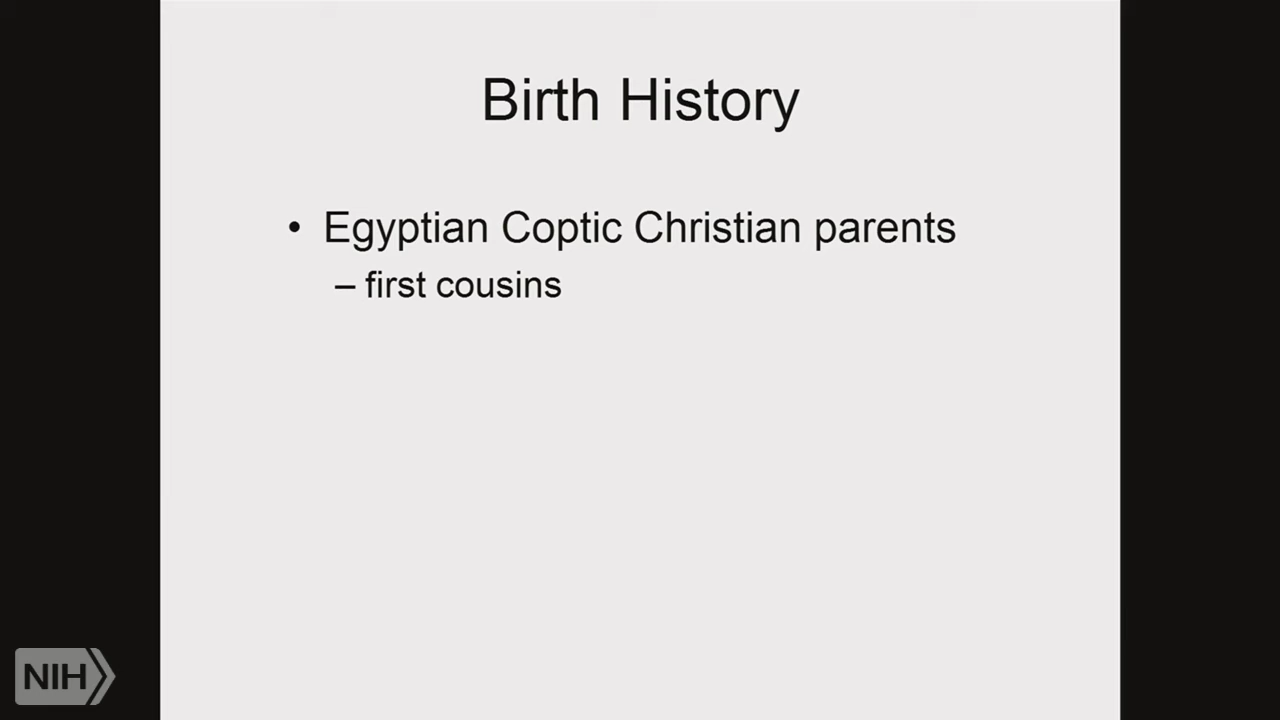 Birth History
• Egyptian Coptic Christian parents
– first cousins
NIH